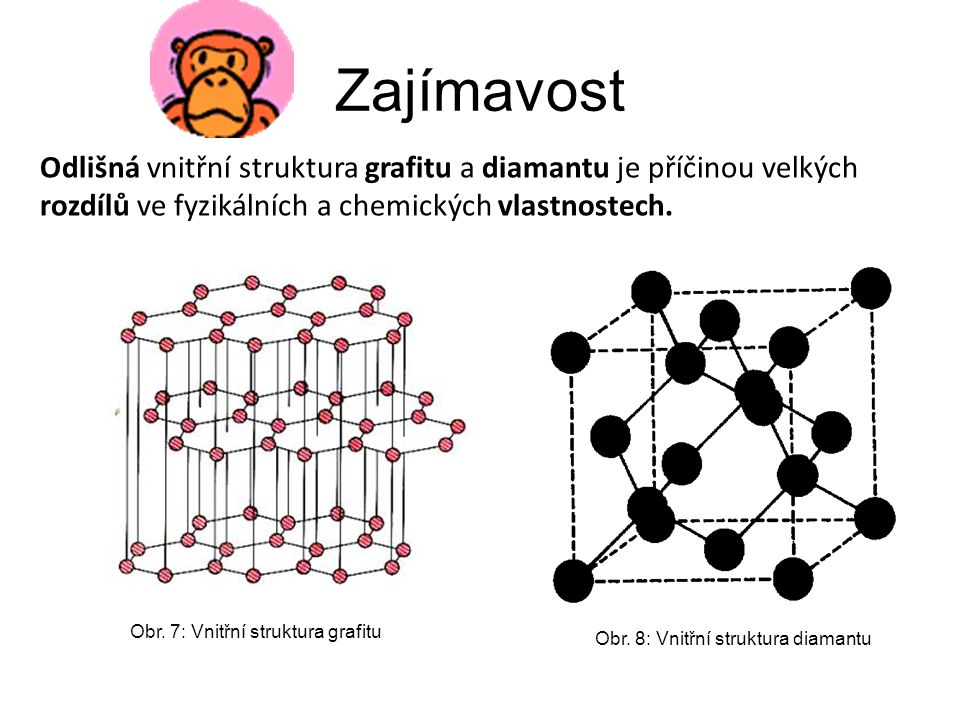 Zajímavost
Odlišná vnitřní struktura grafitu a diamantu je příčinou velkých
rozdílů ve fyzikálních a chemických vlastnostech.
Obr. 7: Vnitřní struktura grafitu
Obr. 8: Vnitřní struktura diamantu